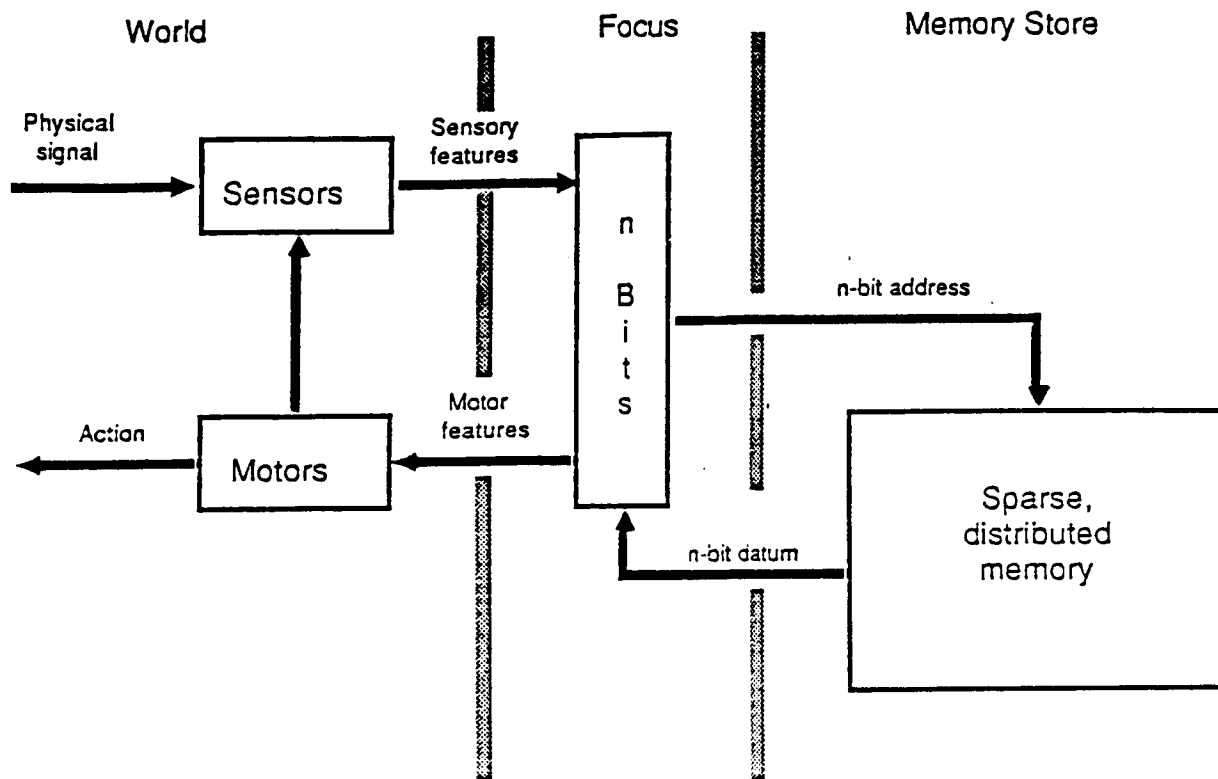 World
Focus
Memory Store
Physical
signal
Sensors
Sensory
features
n
B
i
t
s
n-bit address
Action
Motors
Motor
features
n-bit datum
Sparse,
distributed
memory